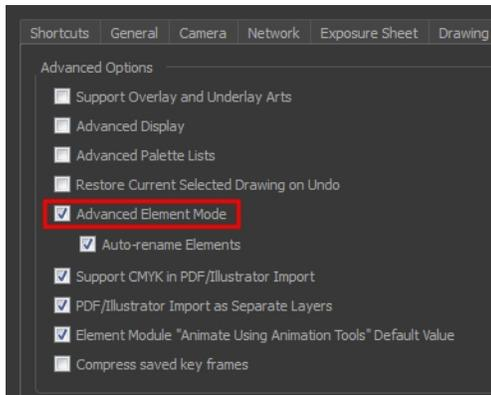 Shortcuts General Camera Network Exposure Sheet Drawing
Advanced Options
Support Overlay and Underlay Arts
Advanced Display
Advanced Palette Lists
Restore Current Selected Drawing on Undo
Advanced Element Mode
Auto-rename Elements
Support CMYK in PDF/Illustrator Import
PDF/Illustrator Import as Separate Layers
Element Module "Animate Using Animation Tools" Default Value
Compress saved key frames